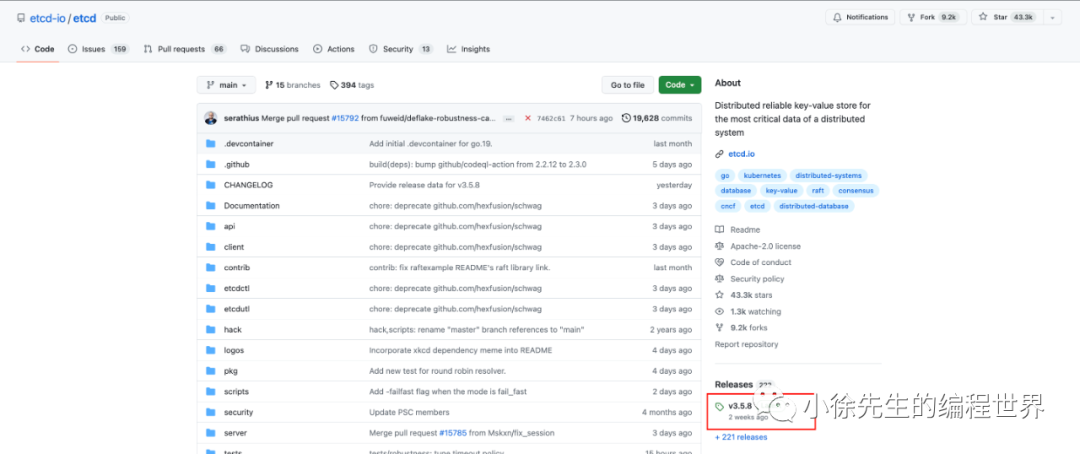 etcd-io / etcd Public
Notifications Fork 9.2k Star 43.3k
Code Issues 159 Pull requests 66 Discussions Actions Security 13 Insights
main 15 branches 394 tags Go to file Code
serathius Merge pull request #15792 from fuweid/deflake-robustness-ca... ... 7462c61 7 hours ago 19,628 commits
.devcontainer Add initial .devcontainer for go.19. last month
.github build(deps): bump github/codeql-action from 2.2.12 to 2.3.0 5 days ago
CHANGELOG Provide release data for v3.5.8 yesterday
Documentation chore: deprecate github.com/hexfusion/schwag 3 days ago
api chore: deprecate github.com/hexfusion/schwag 3 days ago
client chore: deprecate github.com/hexfusion/schwag 3 days ago
contrib contrib: fix raftexample README's raft library link. last month
etcdctl chore: deprecate github.com/hexfusion/schwag 3 days ago
etcdutl chore: deprecate github.com/hexfusion/schwag 3 days ago
hack hack,scripts: rename "master" branch references to "main" 2 years ago
logos Incorporate xkcd dependency meme into README 4 days ago
pkg Add new test for round robin resolver. 4 days ago
scripts Add -failfast flag when the mode is fail_fast 2 days ago
security Update PSC members 4 months ago
server Merge pull request #15785 from Mskxn/fix_session 3 days ago
tests tests/robustness: tune timeout policy 15 hours ago
About
Distributed reliable key-value store for
the most critical data of a distributed
system
etcd.io
go kubernetes distributed-systems
database key-value raft consensus
cncf etcd distributed-database
Readme
Apache-2.0 license
Code of conduct
Security policy
43.3k stars
1.3k watching
9.2k forks
Report repository
Releases 222
v3.5.8
2 weeks ago
+ 221 releases
小徐先生的编程世界